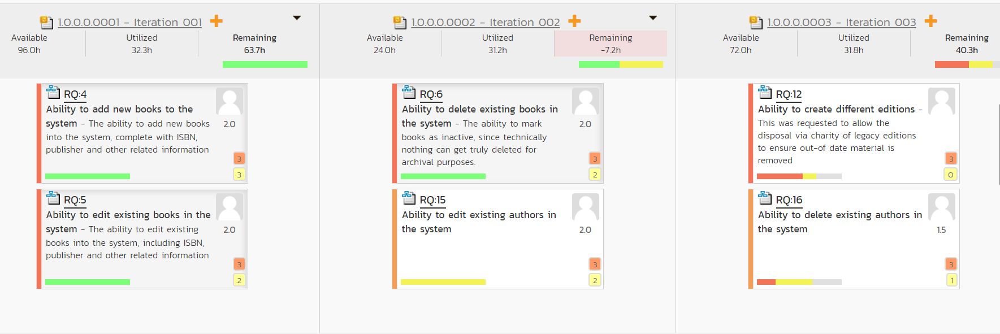 1.0.0.0.0001 - Iteration 001
Available Utilized Remaining
96.0h 32.3h 63.7h
RQ:4
Ability to add new books to the
system - The ability to add new books
into the system, complete with ISBN,
publisher and other related information
2.0
3
3
RQ:5
Ability to edit existing books in the
system - The ability to edit existing
books into the system, including ISBN,
publisher and other related information
2.0
3
2
1.0.0.0.0002 - Iteration 002
Available Utilized Remaining
24.0h 31.2h -7.2h
RQ:6
Ability to delete existing books in
the system - The ability to mark
books as inactive, since technically
nothing can get truly deleted for
archival purposes.
2.0
3
2
RQ:15
Ability to edit existing authors in
the system
2.0
3
2
1.0.0.0.0003 - Iteration 003
Available Utilized Remaining
72.0h 31.8h 40.3h
RQ:12
Ability to create different editions -
This was requested to allow the
disposal via charity of legacy editions
to ensure out-of date material is
removed
3
0
RQ:16
Ability to delete existing authors in
the system
1.5
3
1